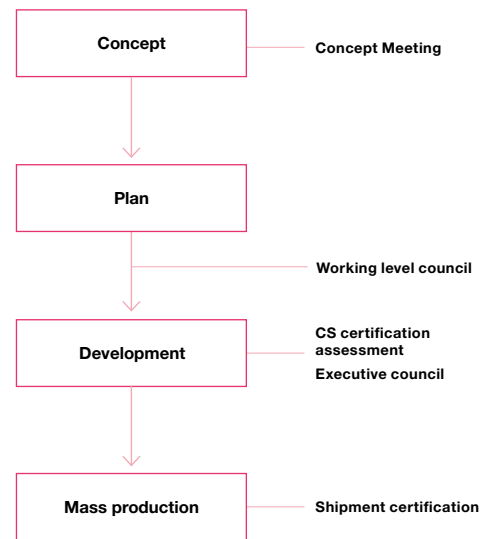 Concept
Concept Meeting
Plan
Working level council
Development
CS certification
assessment
Executive council
Mass production
Shipment certification